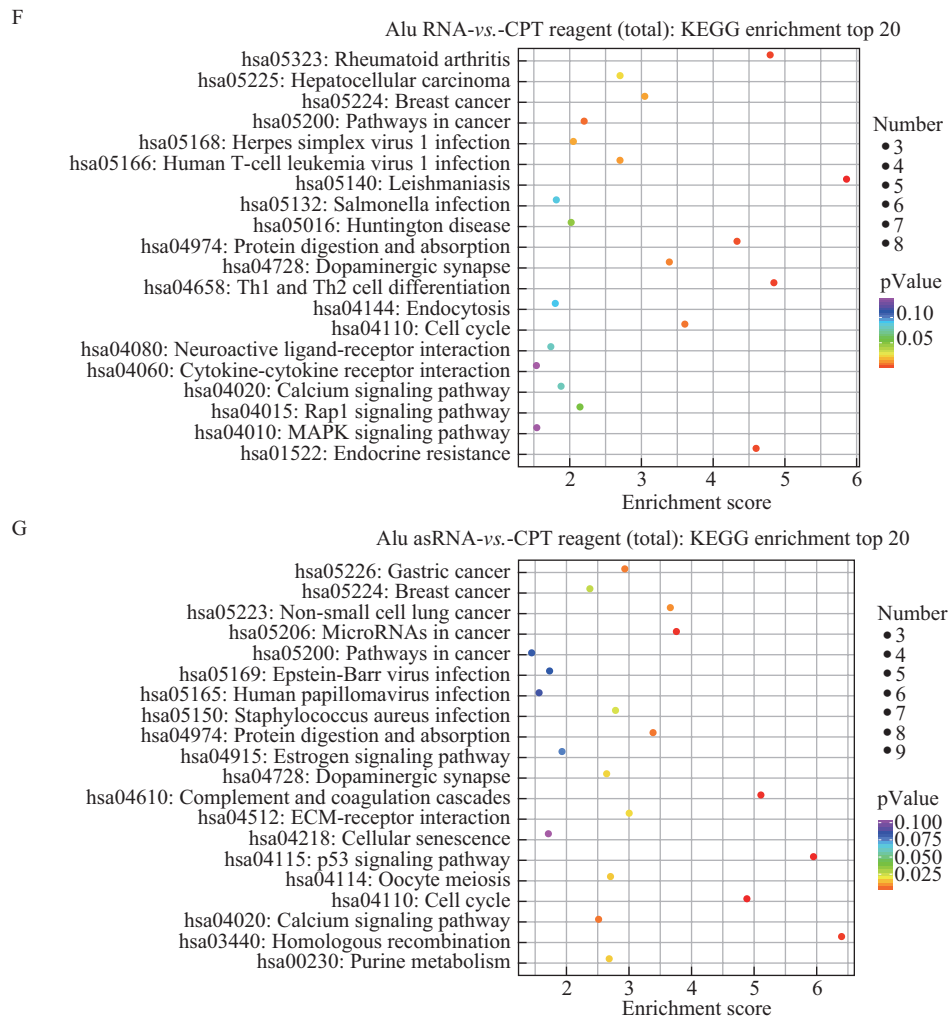 F
Alu RNA-vs.-CPT reagent (total): KEGG enrichment top 20
hsa05323: Rheumatoid arthritis
hsa05225: Hepatocellular carcinoma
hsa05224: Breast cancer
hsa05200: Pathways in cancer
hsa05168: Herpes simplex virus 1 infection
hsa05166: Human T-cell leukemia virus 1 infection
hsa05140: Leishmaniasis
hsa05132: Salmonella infection
hsa05016: Huntington disease
hsa04974: Protein digestion and absorption
hsa04728: Dopaminergic synapse
hsa04658: Th1 and Th2 cell differentiation
hsa04144: Endocytosis
hsa04110: Cell cycle
hsa04080: Neuroactive ligand-receptor interaction
hsa04060: Cytokine-cytokine receptor interaction
hsa04020: Calcium signaling pathway
hsa04015: Rap1 signaling pathway
hsa04010: MAPK signaling pathway
hsa01522: Endocrine resistance
2 3 4 5 6
Enrichment score
Number
3
4
5
6
7
8
pValue
0.10
0.05
G
Alu asRNA-vs.-CPT reagent (total): KEGG enrichment top 20
hsa05226: Gastric cancer
hsa05224: Breast cancer
hsa05223: Non-small cell lung cancer
hsa05206: MicroRNAs in cancer
hsa05200: Pathways in cancer
hsa05169: Epstein-Barr virus infection
hsa05165: Human papillomavirus infection
hsa05150: Staphylococcus aureus infection
hsa04974: Protein digestion and absorption
hsa04915: Estrogen signaling pathway
hsa04728: Dopaminergic synapse
hsa04610: Complement and coagulation cascades
hsa04512: ECM-receptor interaction
hsa04218: Cellular senescence
hsa04115: p53 signaling pathway
hsa04114: Oocyte meiosis
hsa04110: Cell cycle
hsa04020: Calcium signaling pathway
hsa03440: Homologous recombination
hsa00230: Purine metabolism
2 3 4 5 6
Enrichment score
Number
3
4
5
6
7
8
9
pValue
0.100
0.075
0.050
0.025